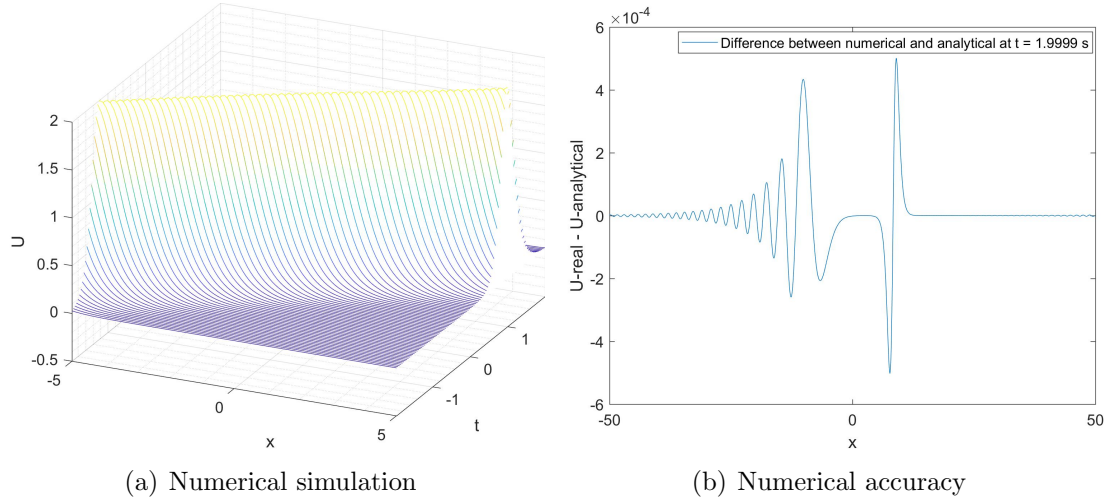 2
1.5
1
0.5
0
-0.5
U
-5
0
5
x
-1
0
1
t
(a) Numerical simulation
×10⁻⁴
6
4
2
0
-2
-4
-6
U-real - U-analytical
Difference between numerical and analytical at t = 1.9999 s
-50
0
50
x
(b) Numerical accuracy